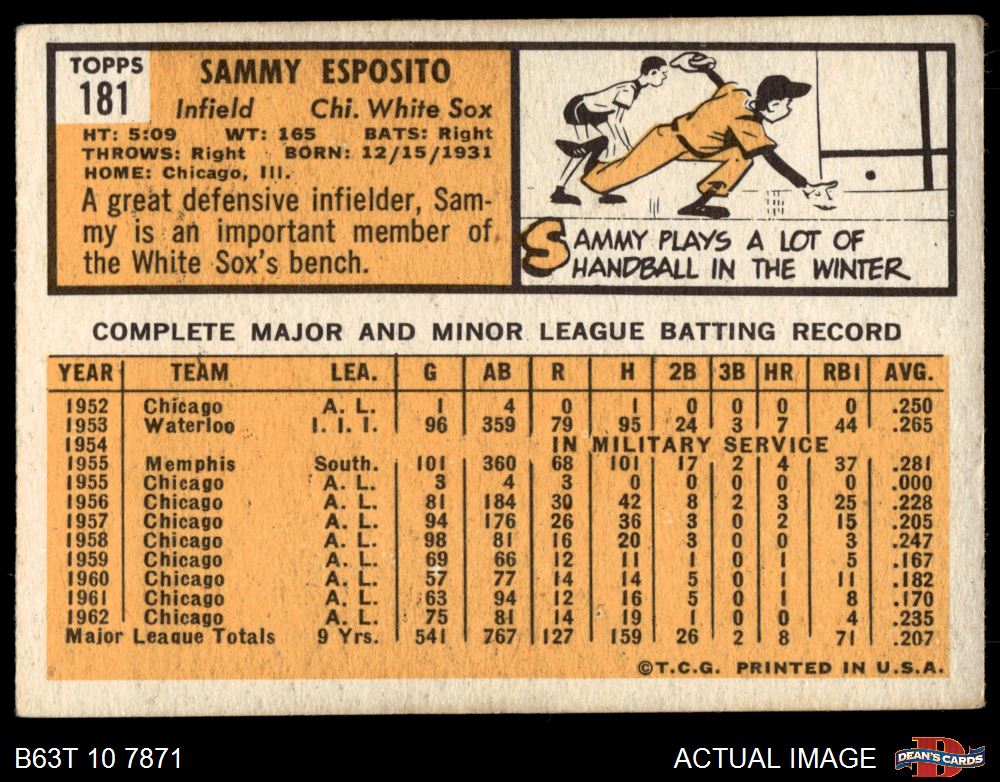 TOPPS
181
SAMMY ESPOSITO
Infield Chi. White Sox
HT: 5:09 WT: 165 BATS: Right
THROWS: Right BORN: 12/15/1931
HOME: Chicago, Ill.
A great defensive infielder, Sam-
my is an important member of
the White Sox's bench.
SAMMY PLAYS A LOT OF
HANDBALL IN THE WINTER
COMPLETE MAJOR AND MINOR LEAGUE BATTING RECORD
YEAR TEAM LEA. G AB R H 2B 3B HR RBI AVG.
1952 Chicago A. L. 1 4 0 1 0 0 0 0 .250
1953 Waterloo I. I. I. 96 359 79 95 24 3 7 44 .265
1954 IN MILITARY SERVICE
1955 Memphis South. 101 360 68 101 17 2 4 37 .281
1955 Chicago A. L. 3 4 3 0 0 0 0 0 .000
1956 Chicago A. L. 81 184 30 42 8 2 3 25 .228
1957 Chicago A. L. 94 176 26 36 3 0 2 15 .205
1958 Chicago A. L. 98 81 16 20 3 0 0 3 .247
1959 Chicago A. L. 69 66 12 11 1 0 1 5 .167
1960 Chicago A. L. 57 77 14 14 5 0 1 11 .182
1961 Chicago A. L. 63 94 12 16 5 0 1 8 .170
1962 Chicago A. L. 75 81 14 19 1 0 0 4 .235
Major League Totals 9 Yrs. 541 767 127 159 26 2 8 71 .207
©T.C.G. PRINTED IN U.S.A.
B63T 10 7871 ACTUAL IMAGE
D
DEAN'S CARDS